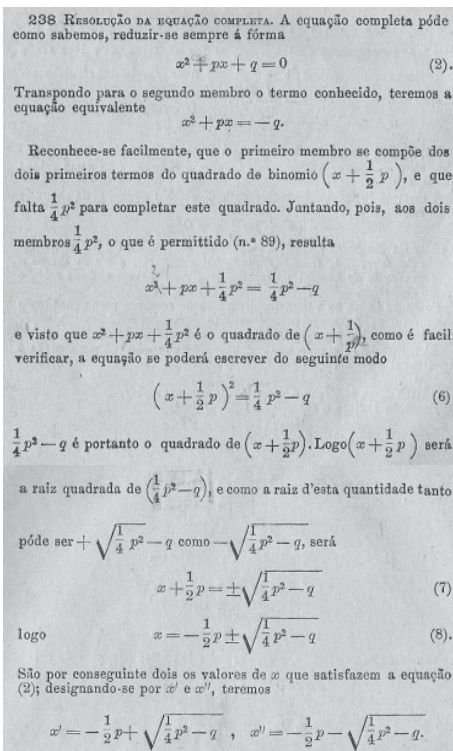 238 RESOLUÇÃO DA EQUAÇÃO COMPLETA. A equação completa póde
como sabemos, reduzir-se sempre á fórma
x² + px + q = 0 (2).
Transpondo para o segundo membro o termo conhecido, teremos a
equação equivalente
x² + px = — q.
Reconhece-se facilmente, que o primeiro membro se compõe dos
dois primeiros termos do quadrado de binomio (x + 1/2 p), e que
falta 1/4 p² para completar este quadrado. Juntando, pois, aos dois
membros 1/4 p², o que é permittido (n.º 89), resulta
x² + px + 1/4 p² = 1/4 p² — q
e visto que x² + px + 1/4 p² é o quadrado de (x + 1/p), como é facil
verificar, a equação se poderá escrever do seguinte modo
(x + 1/2 p)² = 1/4 p² — q (6)
1/4 p² — q é portanto o quadrado de (x + 1/2 p). Logo (x + 1/2 p) será
a raiz quadrada de (1/4 p² — q), e como a raiz d'esta quantidade tanto
póde ser + √(1/4 p² — q) como — √(1/4 p² — q), será
x + 1/2 p = ± √(1/4 p² — q) (7)
logo x = — 1/2 p ± √(1/4 p² — q) (8).
São por conseguinte dois os valores de x que satisfazem a equação
(2); designando-se por x' e x'', teremos
x' = — 1/2 p + √(1/4 p² — q) , x'' = — 1/2 p — √(1/4 p² — q).